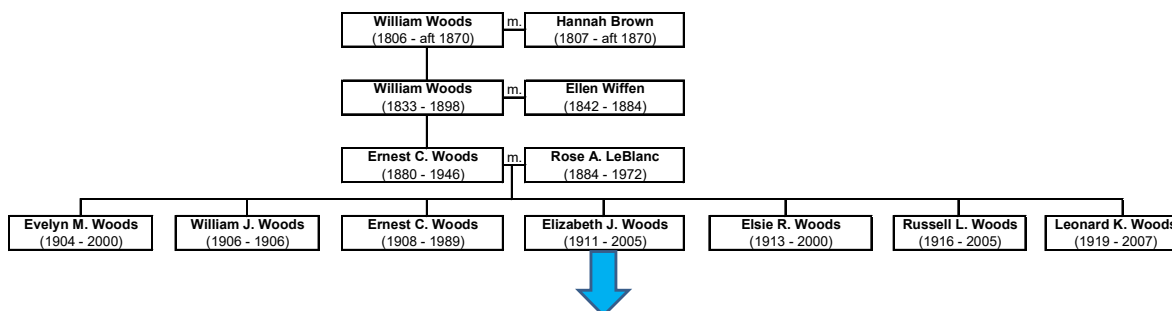 William Woods m. Hannah Brown
(1806 - aft 1870) (1807 - aft 1870)
William Woods m. Ellen Wiffen
(1833 - 1898) (1842 - 1884)
Ernest C. Woods m. Rose A. LeBlanc
(1880 - 1946) (1884 - 1972)
Evelyn M. Woods William J. Woods Ernest C. Woods Elizabeth J. Woods Elsie R. Woods Russell L. Woods Leonard K. Woods
(1904 - 2000) (1906 - 1906) (1908 - 1989) (1911 - 2005) (1913 - 2000) (1916 - 2005) (1919 - 2007)